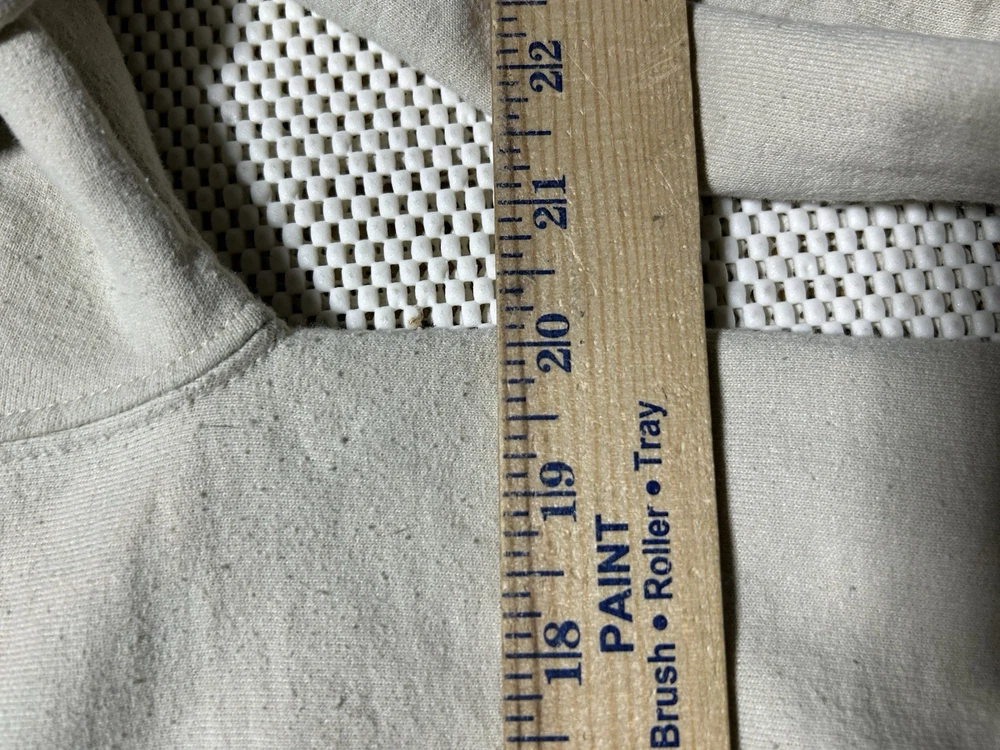 22
21
20
19
18
PAINT
Brush • Roller • Tray